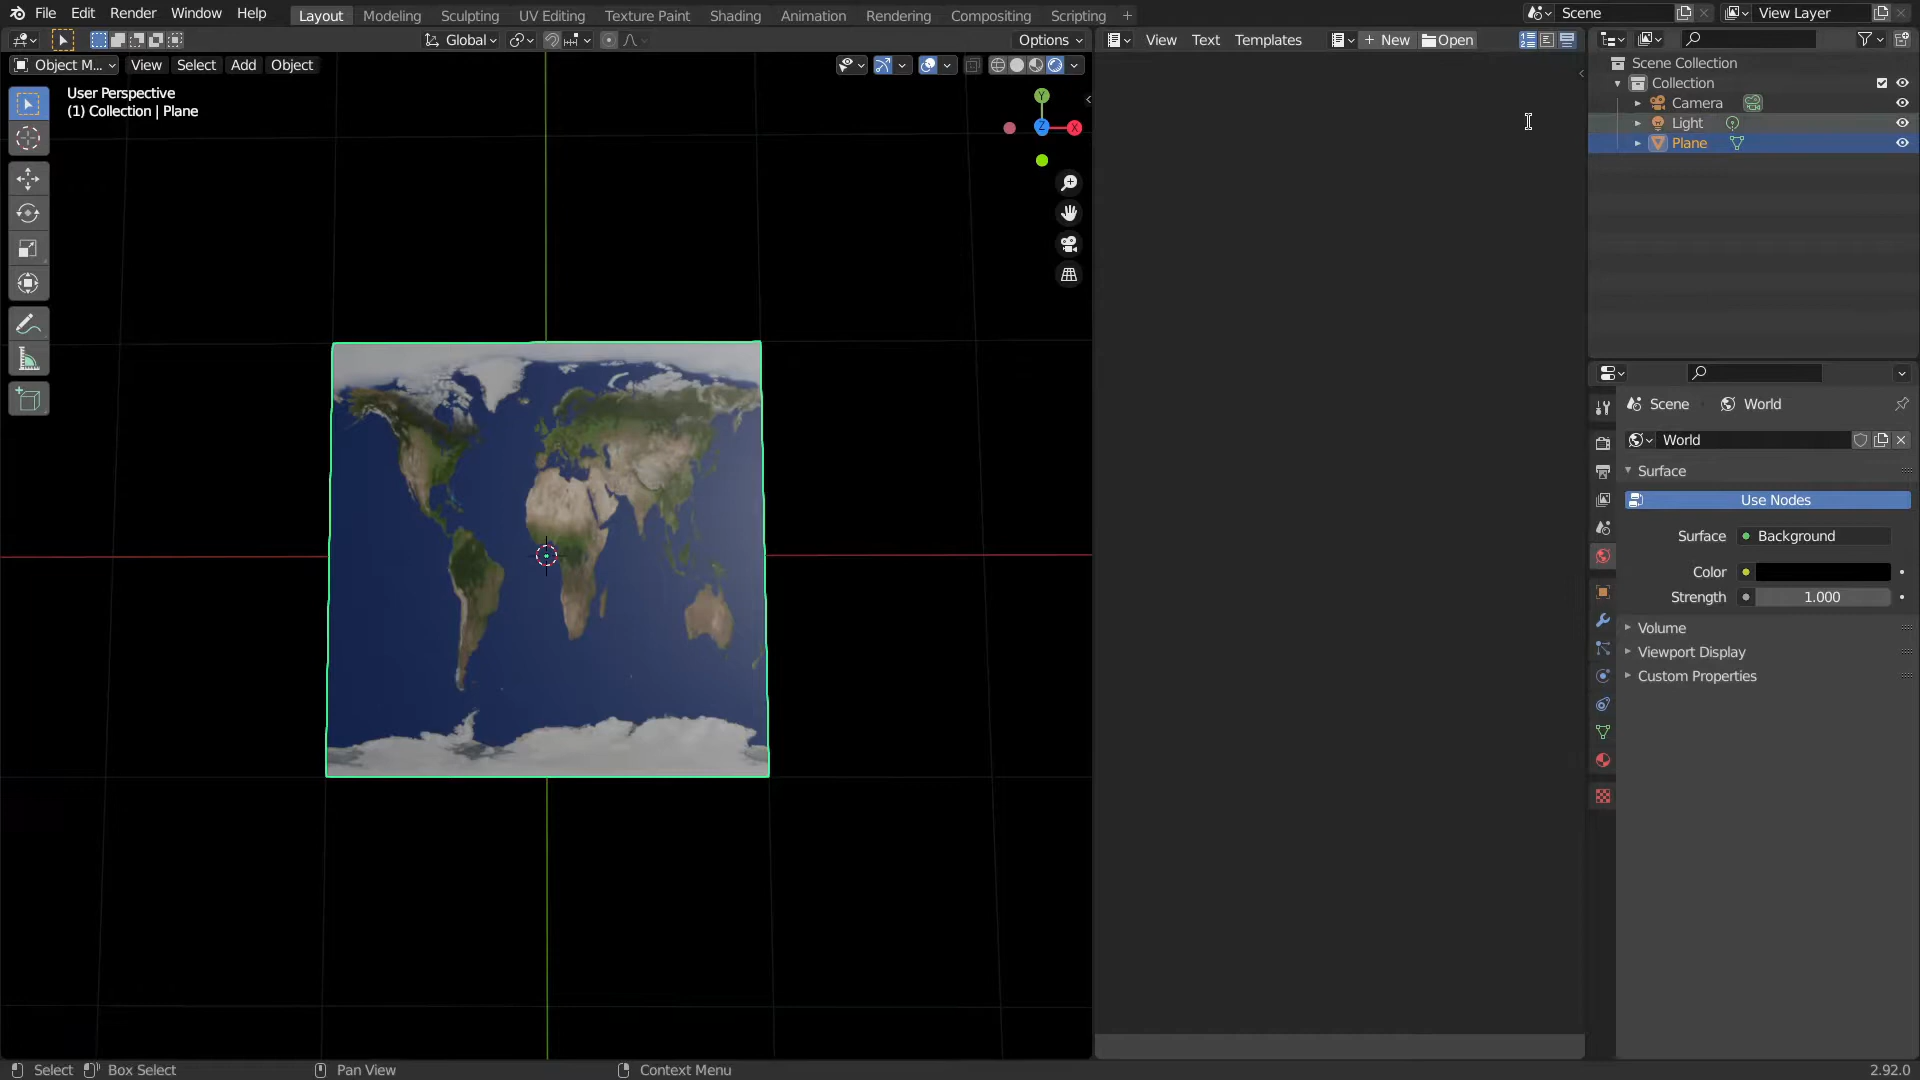 File Edit Render Window Help Layout Modeling Sculpting UV Editing Texture Paint Shading Animation Rendering Compositing Scripting + Scene View Layer
Global Options View Text Templates + New Open
Object M... View Select Add Object
User Perspective
(1) Collection | Plane
Y
Z X
Scene Collection
Collection
Camera
Light
Plane
Scene World
World
Surface
Use Nodes
Surface Background
Color
Strength 1.000
Volume
Viewport Display
Custom Properties
Select Box Select Pan View Context Menu 2.92.0